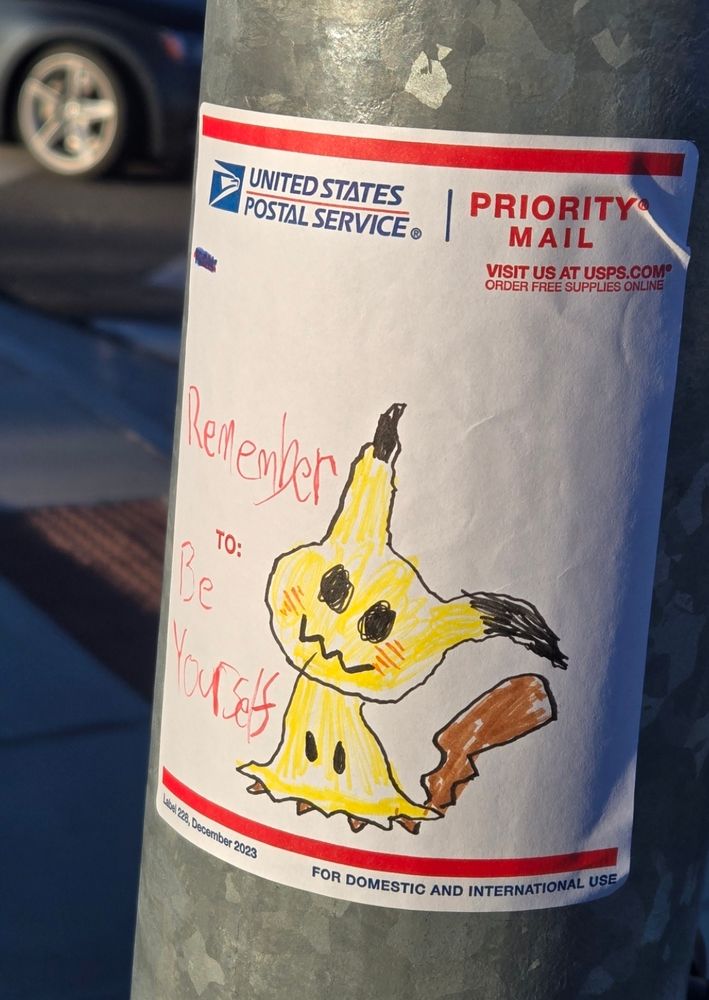 UNITED STATES
POSTAL SERVICE®
PRIORITY®
MAIL
VISIT US AT USPS.COM®
ORDER FREE SUPPLIES ONLINE
Remember
TO:
Be
Yourself
Label 228, December 2023
FOR DOMESTIC AND INTERNATIONAL USE